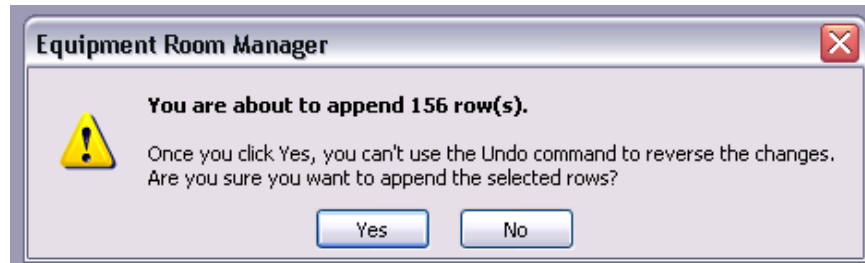 Equipment Room Manager
You are about to append 156 row(s).
Once you click Yes, you can't use the Undo command to reverse the changes.
Are you sure you want to append the selected rows?
Yes No